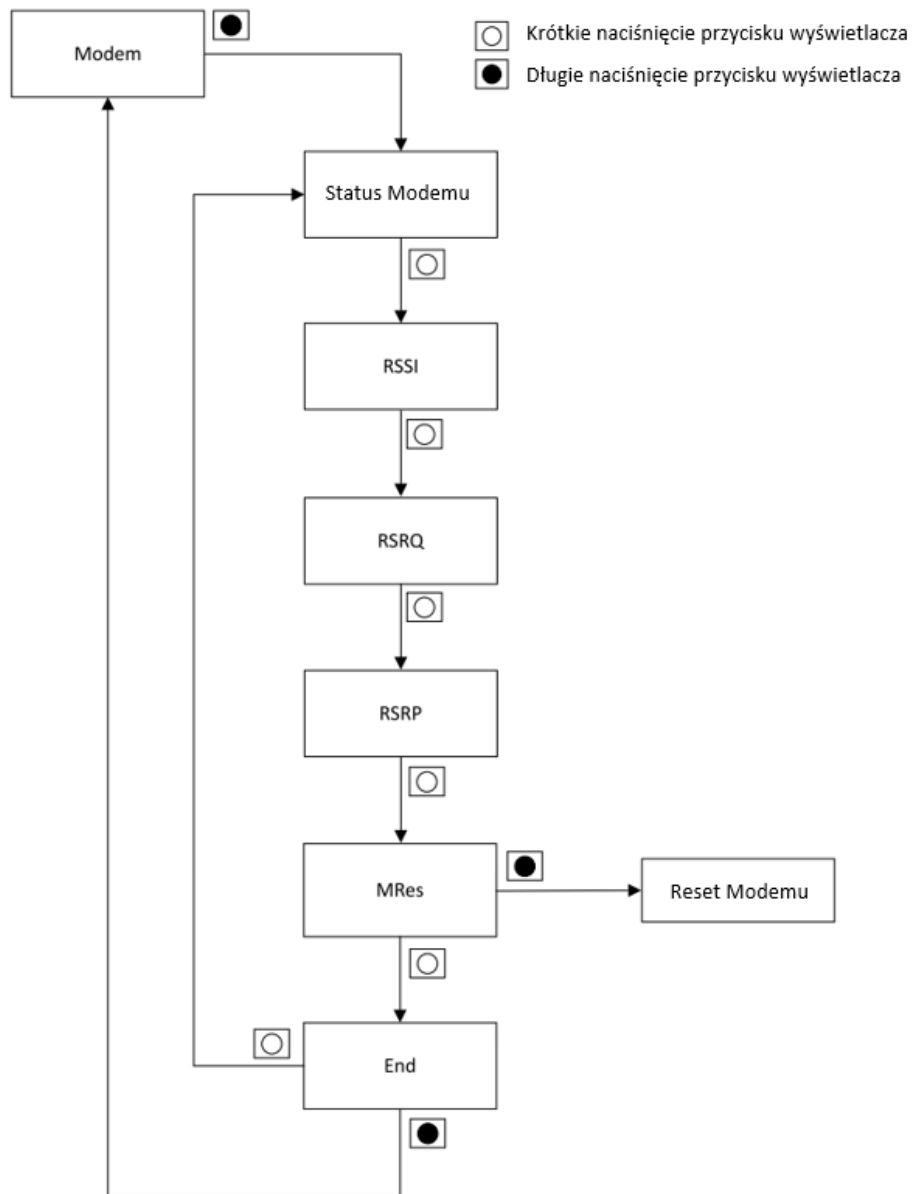 Modem
Krótkie naciśnięcie przycisku wyświetlacza
Długie naciśnięcie przycisku wyświetlacza
Status Modemu
RSSI
RSRQ
RSRP
MRes
Reset Modemu
End